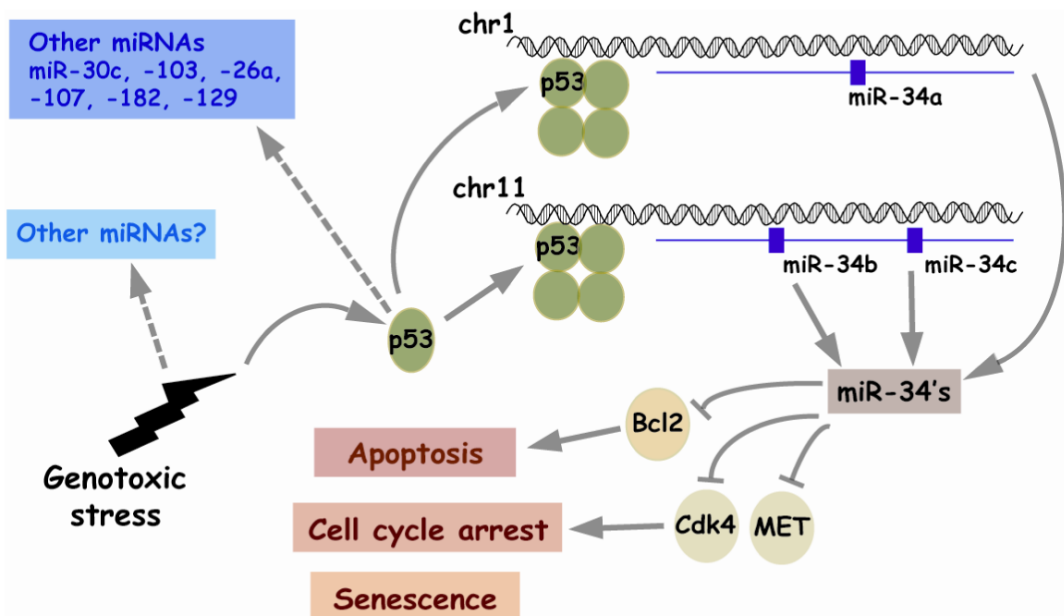 Other miRNAs
miR-30c, -103, -26a,
-107, -182, -129
chr1
p53
miR-34a
Other miRNAs?
chr11
p53
miR-34b
miR-34c
p53
miR-34's
Bcl2
Apoptosis
Genotoxic
stress
Cell cycle arrest
Cdk4
MET
Senescence